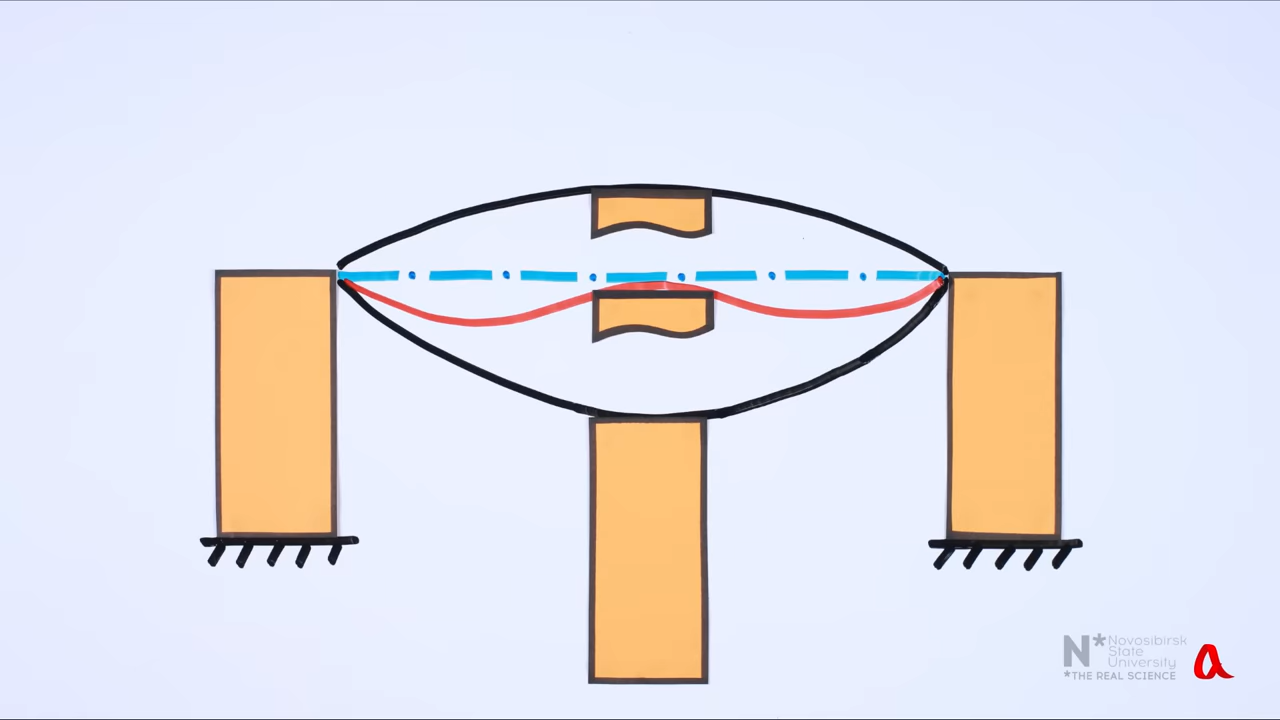 N*Novosibirsk
State
University
*THE REAL SCIENCE
a